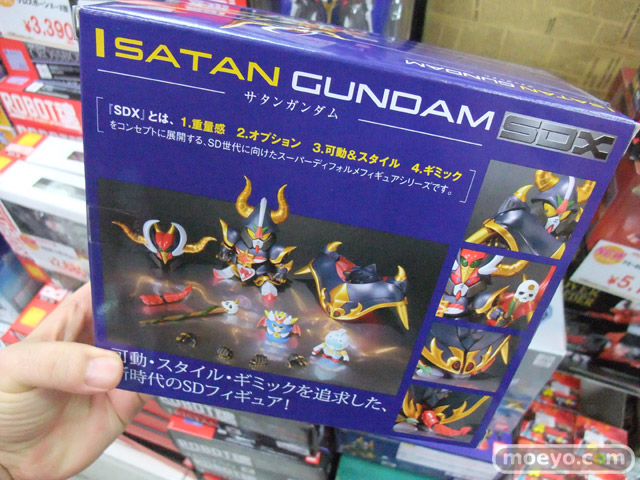 SATAN GUNDAM
サタンガンダム
SDX
『SDX』とは、1.重量感 2.オプション 3.可動&スタイル 4.ギミック
をコンセプトに展開する、SD世代に向けたスーパーディフォルメフィギュアシリーズです。
可動・スタイル・ギミックを追求した、
新時代のSDフィギュア!
SATAN GUNDAM
¥3,390
ROBOT
ROBOT
moeyo.com